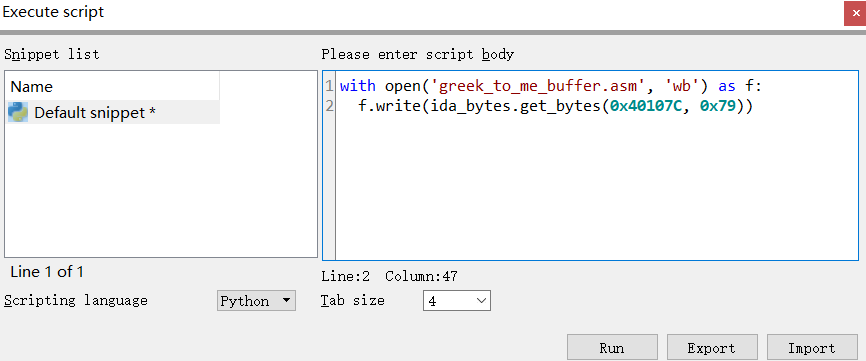 Execute script
Snippet list
Please enter script body
Name
Default snippet *
1 with open('greek_to_me_buffer.asm', 'wb') as f:
2 f.write(ida_bytes.get_bytes(0x40107C, 0x79))
Line 1 of 1
Line:2 Column:47
Scripting language Python Tab size 4
Run Export Import